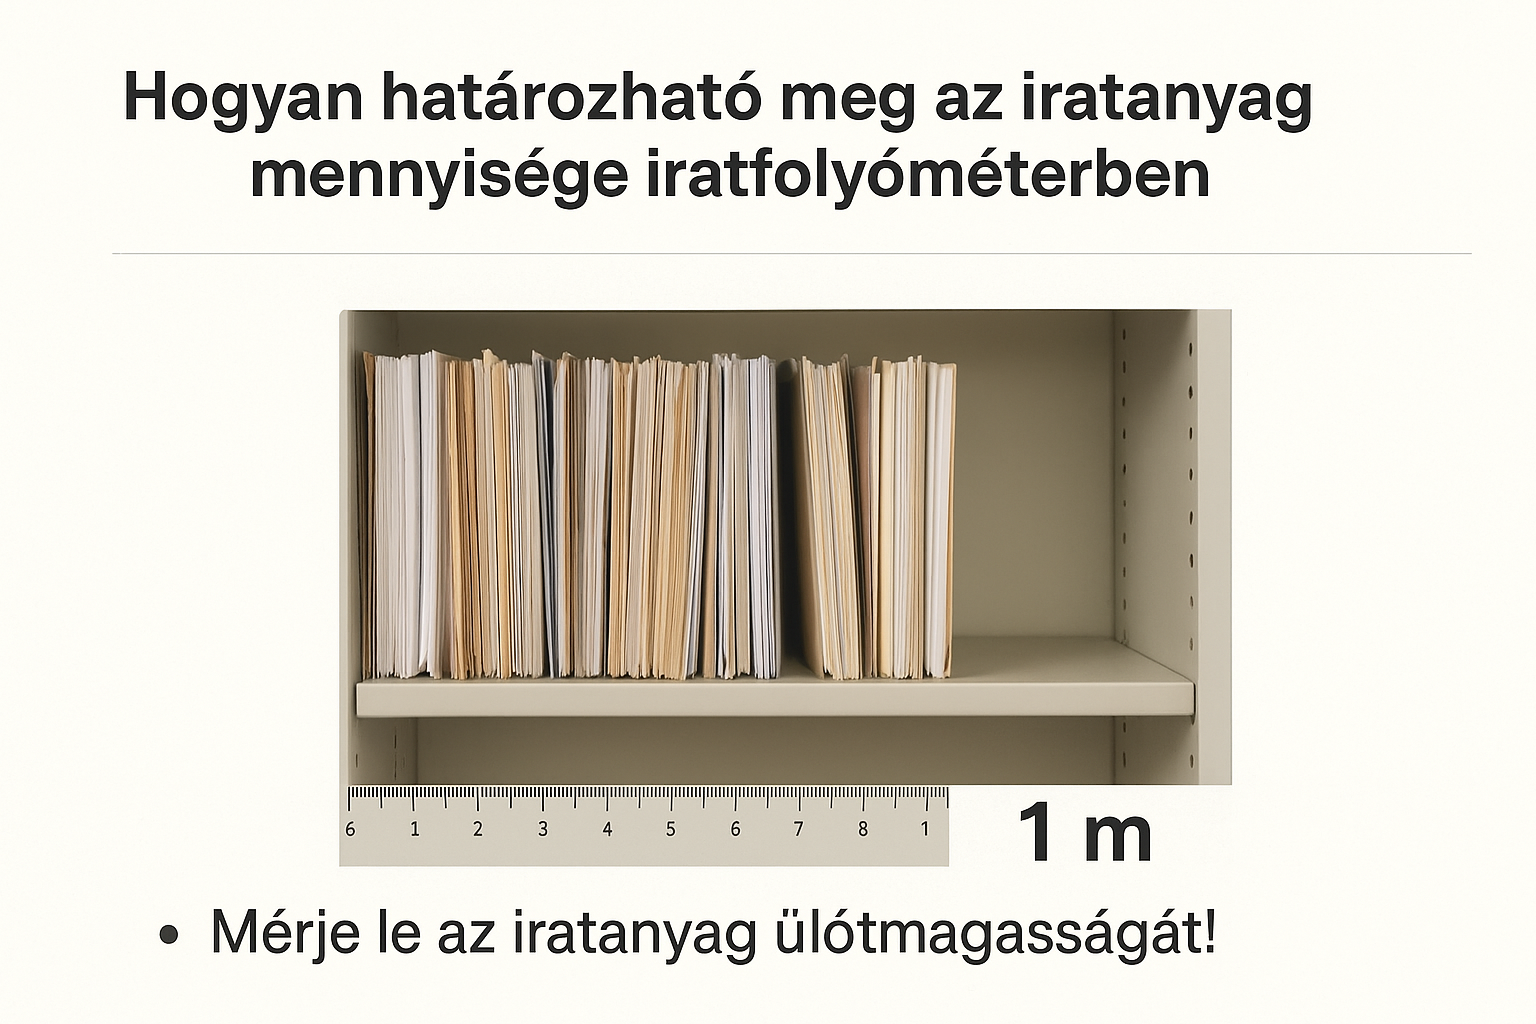 Hogyan határozható meg az iratanyag
mennyisége iratfolyóméterben
6 1 2 3 4 5 6 7 8 1
1 m
• Mérje le az iratanyag ülótmagasságát!